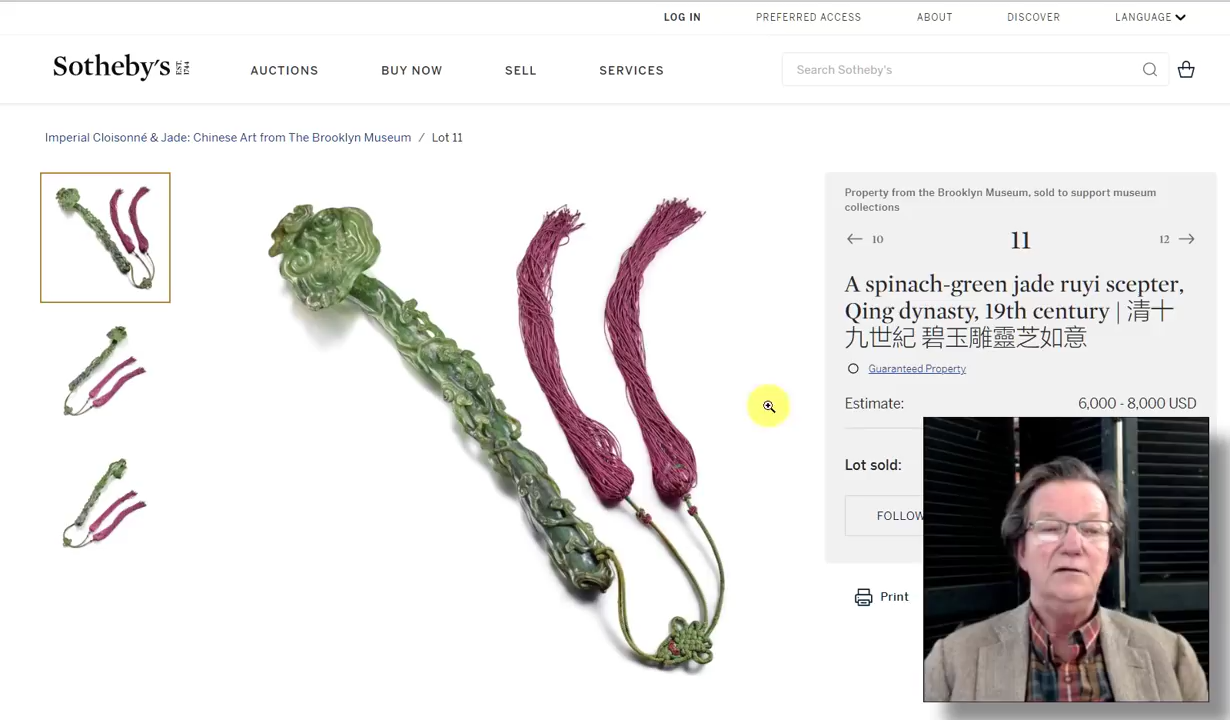 LOG IN
PREFERRED ACCESS
ABOUT
DISCOVER
LANGUAGE
Sotheby's EST. 1744
AUCTIONS
BUY NOW
SELL
SERVICES
Search Sotheby's
Imperial Cloisonné & Jade: Chinese Art from The Brooklyn Museum / Lot 11
Property from the Brooklyn Museum, sold to support museum
collections
← 10
11
12 →
A spinach-green jade ruyi scepter,
Qing dynasty, 19th century | 清十
九世紀 碧玉雕靈芝如意
Guaranteed Property
Estimate:
6,000 - 8,000 USD
Lot sold:
FOLLOW
Print